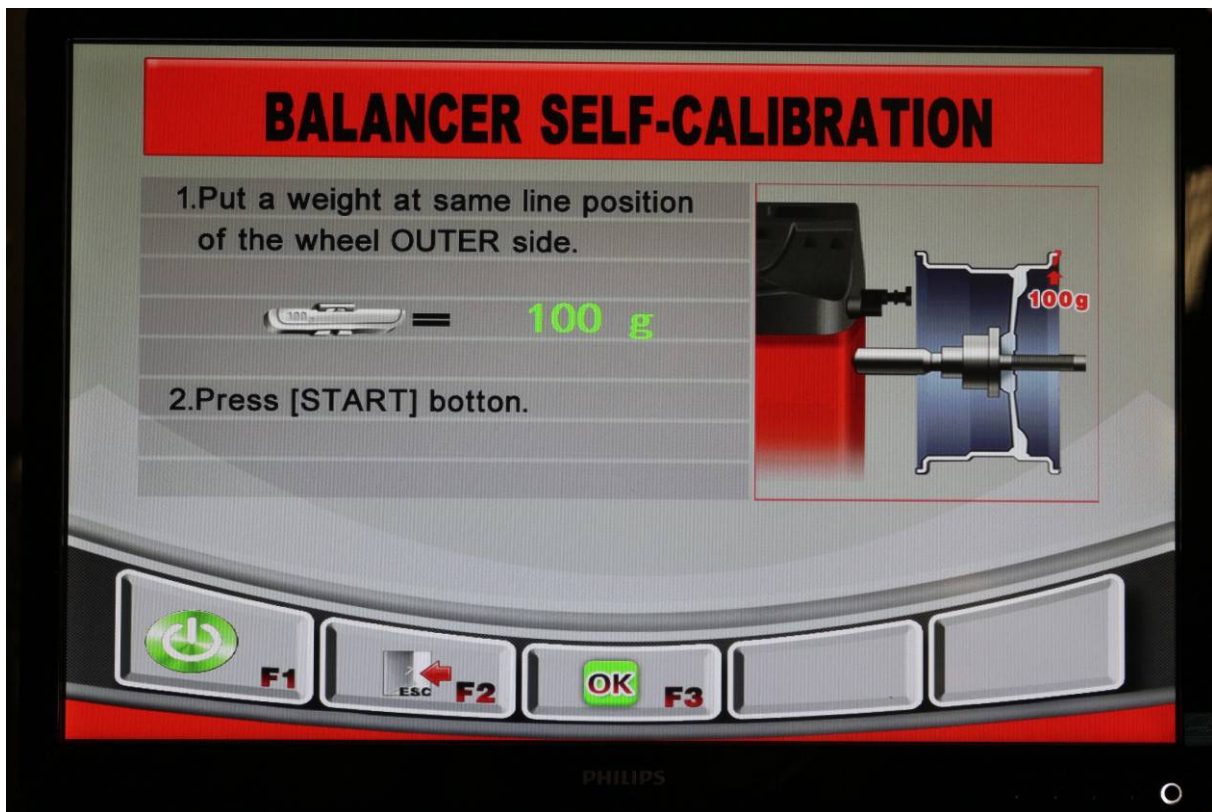 BALANCER SELF-CALIBRATION
1.Put a weight at same line position
of the wheel OUTER side.
100 = 100 g
100g
2.Press [START] botton.
F1
ESC F2
OK F3
PHILIPS